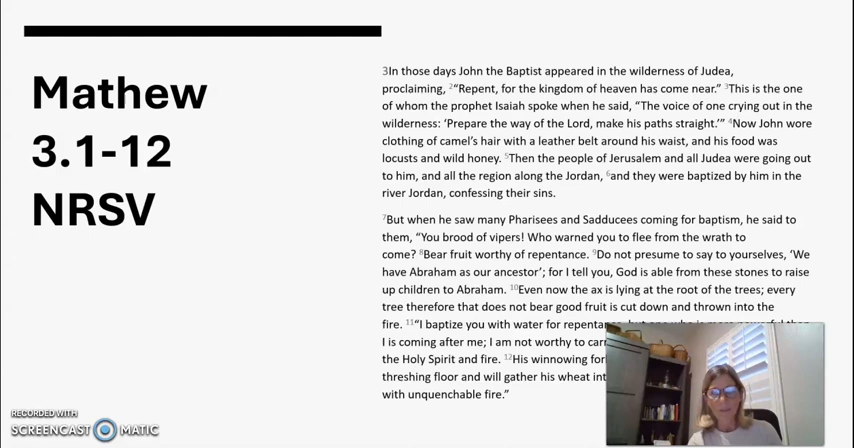 Mathew
3.1-12
NRSV
3In those days John the Baptist appeared in the wilderness of Judea,
proclaiming, 2“Repent, for the kingdom of heaven has come near.” 3This is the one
of whom the prophet Isaiah spoke when he said, “The voice of one crying out in the
wilderness: ‘Prepare the way of the Lord, make his paths straight.’” 4Now John wore
clothing of camel’s hair with a leather belt around his waist, and his food was
locusts and wild honey. 5Then the people of Jerusalem and all Judea were going out
to him, and all the region along the Jordan, 6and they were baptized by him in the
river Jordan, confessing their sins.
7But when he saw many Pharisees and Sadducees coming for baptism, he said to
them, “You brood of vipers! Who warned you to flee from the wrath to
come? 8Bear fruit worthy of repentance. 9Do not presume to say to yourselves, ‘We
have Abraham as our ancestor’; for I tell you, God is able from these stones to raise
up children to Abraham. 10Even now the ax is lying at the root of the trees; every
tree therefore that does not bear good fruit is cut down and thrown into the
fire. 11“I baptize you with water for
I is coming after me; I am not worthy to
the Holy Spirit and fire. 12His winnowing
threshing floor and will gather his wheat
with unquenchable fire.”
RECORDED WITH
SCREENCAST MATIC